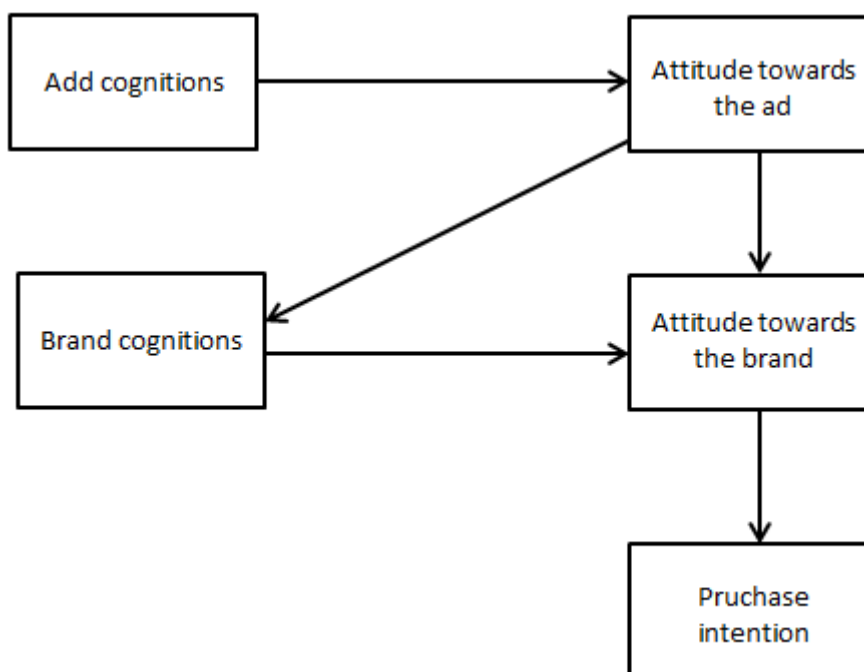 Add cognitions
Attitude towards
the ad
Brand cognitions
Attitude towards
the brand
Pruchase
intention